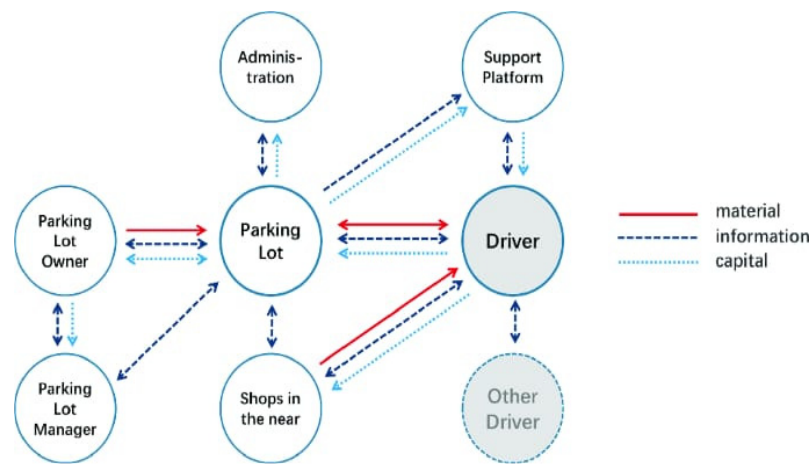 Adminis-
tration
Support
Platform
Parking
Lot
Owner
Parking
Lot
Driver
material
information
capital
Parking
Lot
Manager
Shops in
the near
Other
Driver